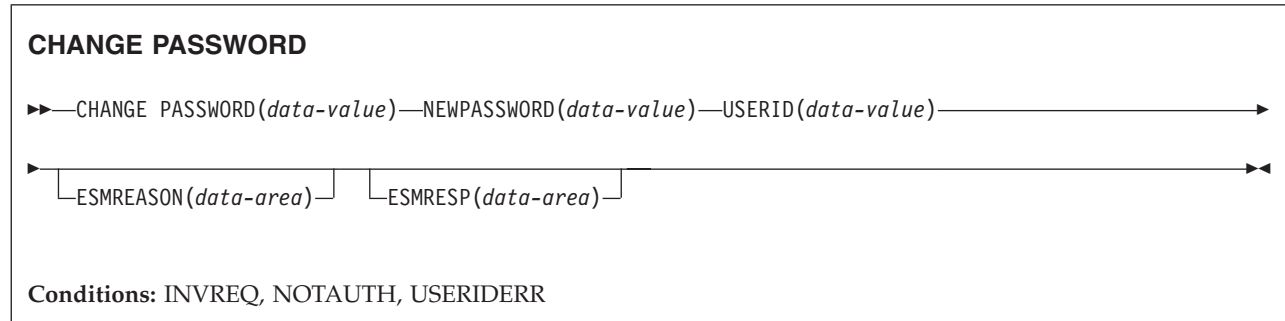 CHANGE PASSWORD
CHANGE PASSWORD(data-value) NEWPASSWORD(data-value) USERID(data-value)
ESMREASON(data-area) ESMRESP(data-area)
Conditions: INVREQ, NOTAUTH, USERIDERR